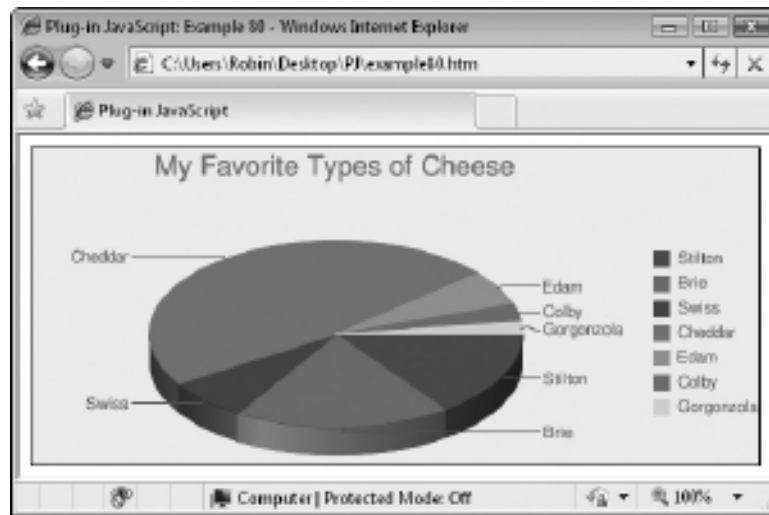 Plug-in JavaScript: Example 80 - Windows Internet Explorer
C:\Users\Robin\Desktop\PJ\example80.htm
Plug-in JavaScript
My Favorite Types of Cheese
Cheddar
Edam
Colby
Gorgonzola
Stilton
Swiss
Brie
Stilton
Brie
Swiss
Cheddar
Edam
Colby
Gorgonzola
Computer | Protected Mode: Off
100%